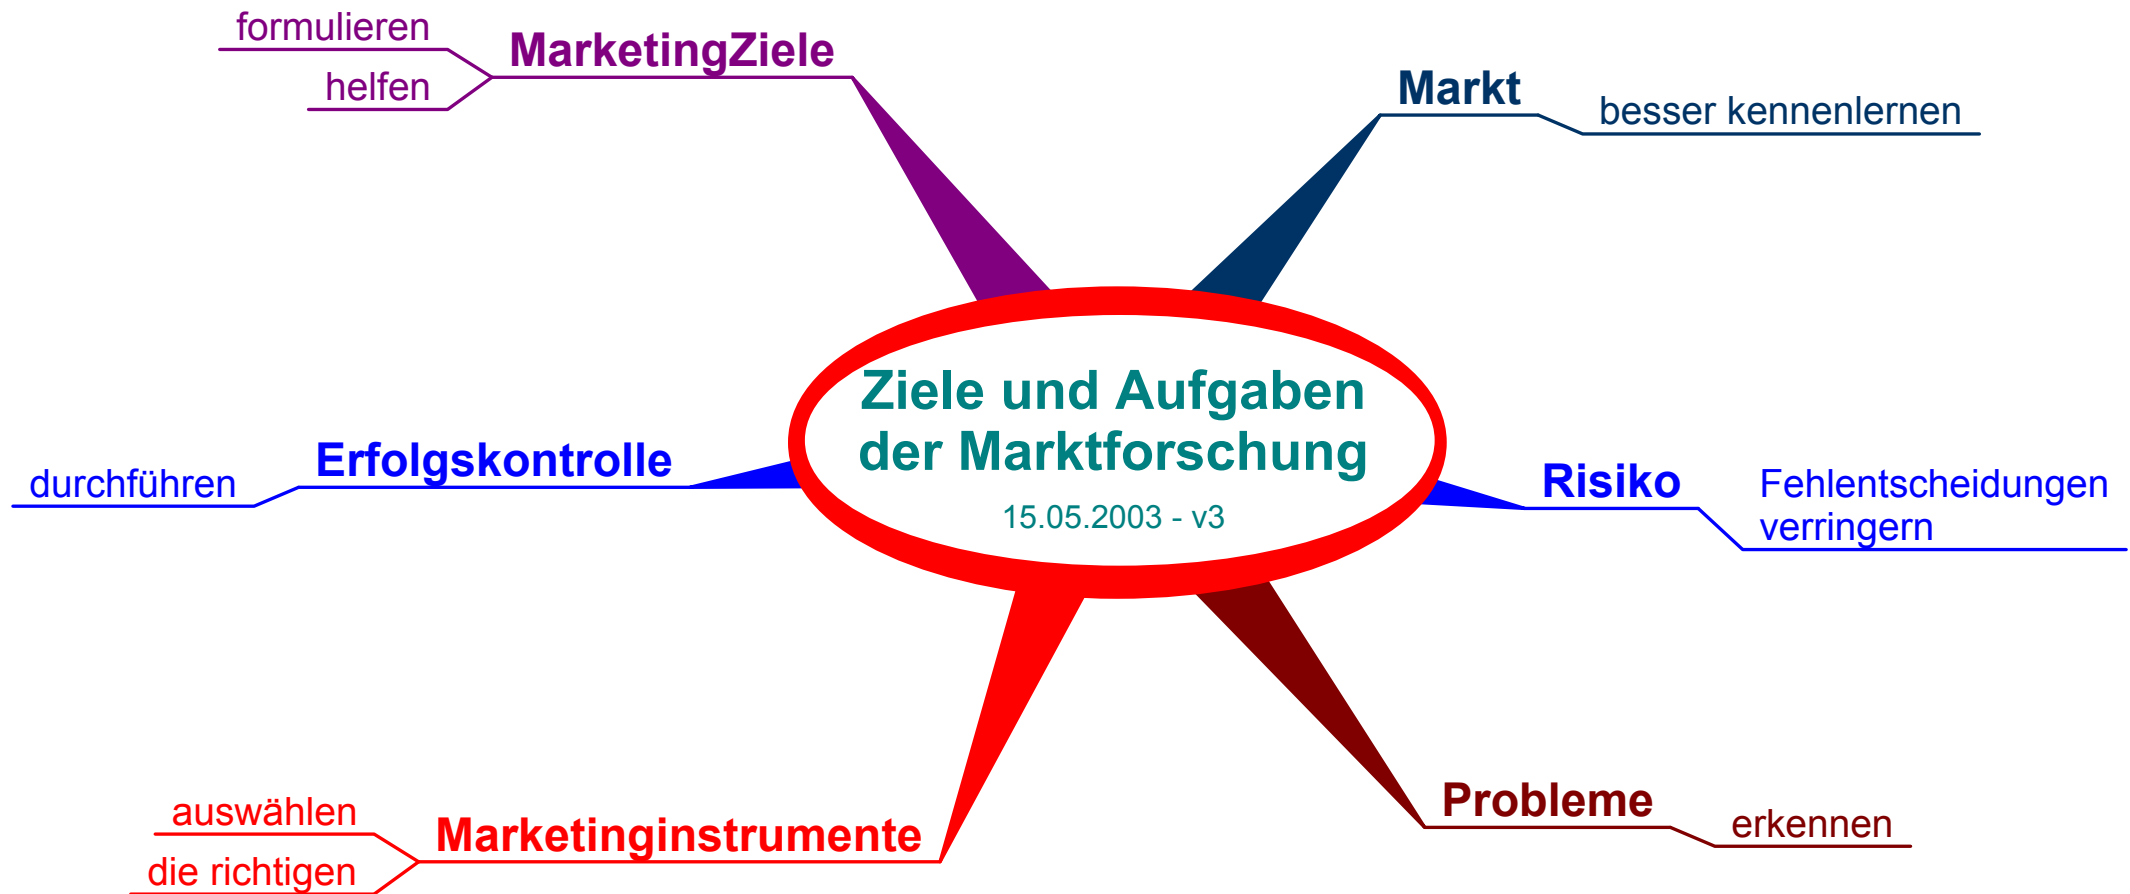 formulieren
MarketingZiele
helfen
Markt
besser kennenlernen
Ziele und Aufgaben
der Marktforschung
15.05.2003 - v3
Erfolgskontrolle
durchführen
Risiko
Fehlentscheidungen
verringern
Probleme
erkennen
auswählen
Marketinginstrumente
die richtigen